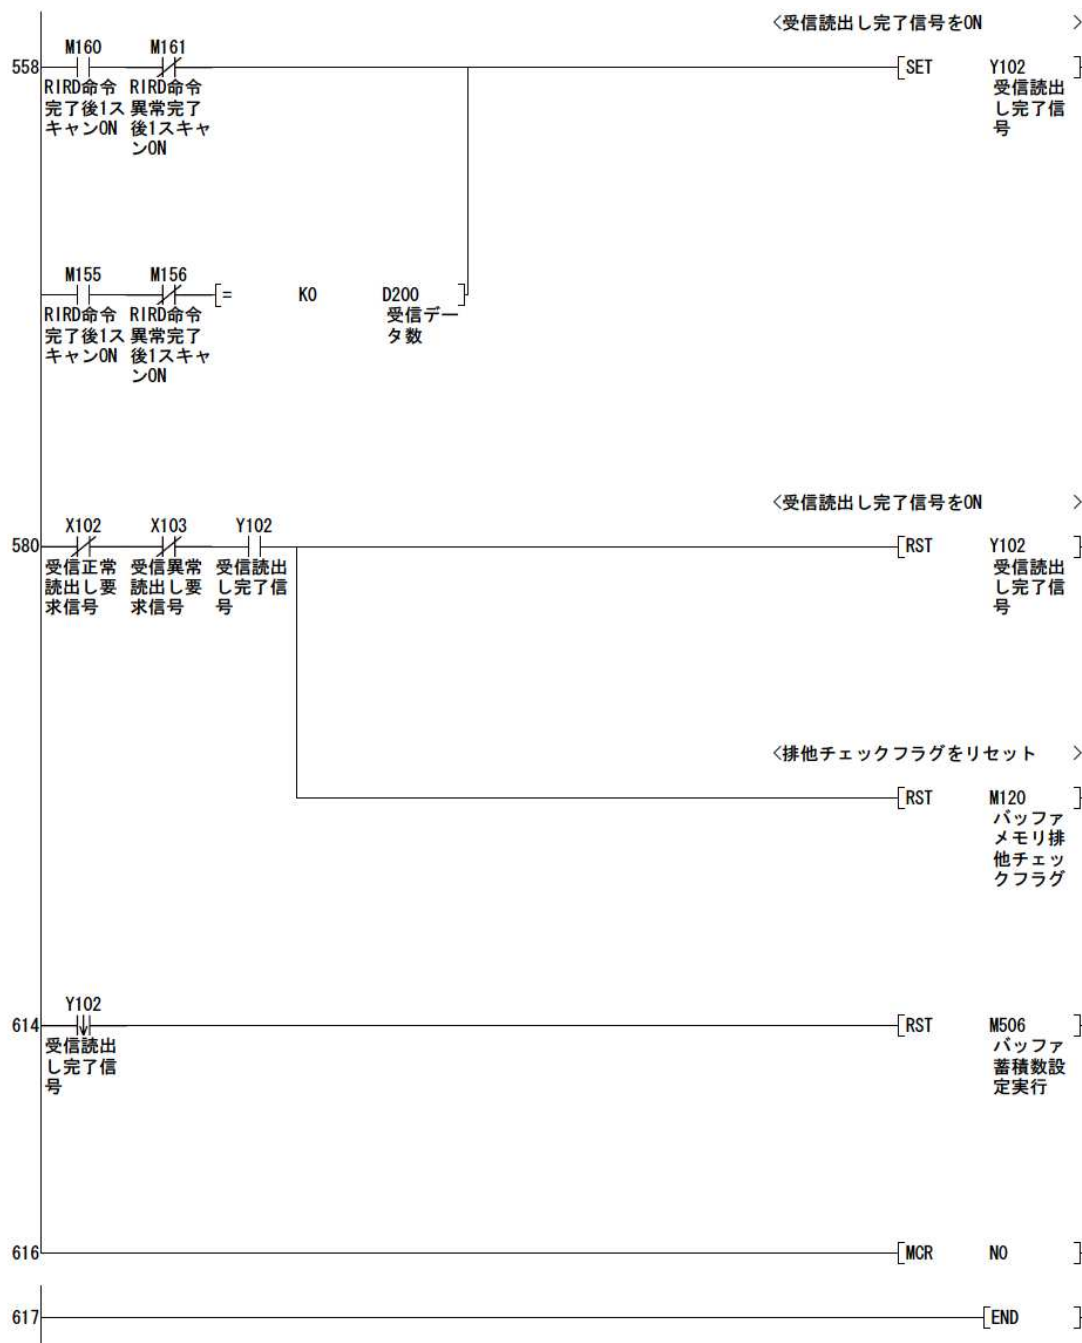 <受信読出し完了信号をON >
M160 M161
558 [SET Y102 ]
RIRD命令 RIRD命令 受信読出
完了後1ス 異常完了 し完了信
キャンON 後1スキャ 号
ンON
M155 M156
[= K0 D200 ]
RIRD命令 RIRD命令 受信デー
完了後1ス 異常完了 タ数
キャンON 後1スキャ
ンON
<受信読出し完了信号をON >
X102 X103 Y102
580 [RST Y102 ]
受信正常 受信異常 受信読出 受信読出
読出し要 読出し要 し完了信 し完了信
求信号 求信号 号 号
<排他チェックフラグをリセット >
[RST M120 ]
バッファ
メモリ排
他チェッ
クフラグ
Y102
614 [RST M506 ]
受信読出 バッファ
し完了信 蓄積数設
号 定実行
616 [MCR N0 ]
617 [END ]